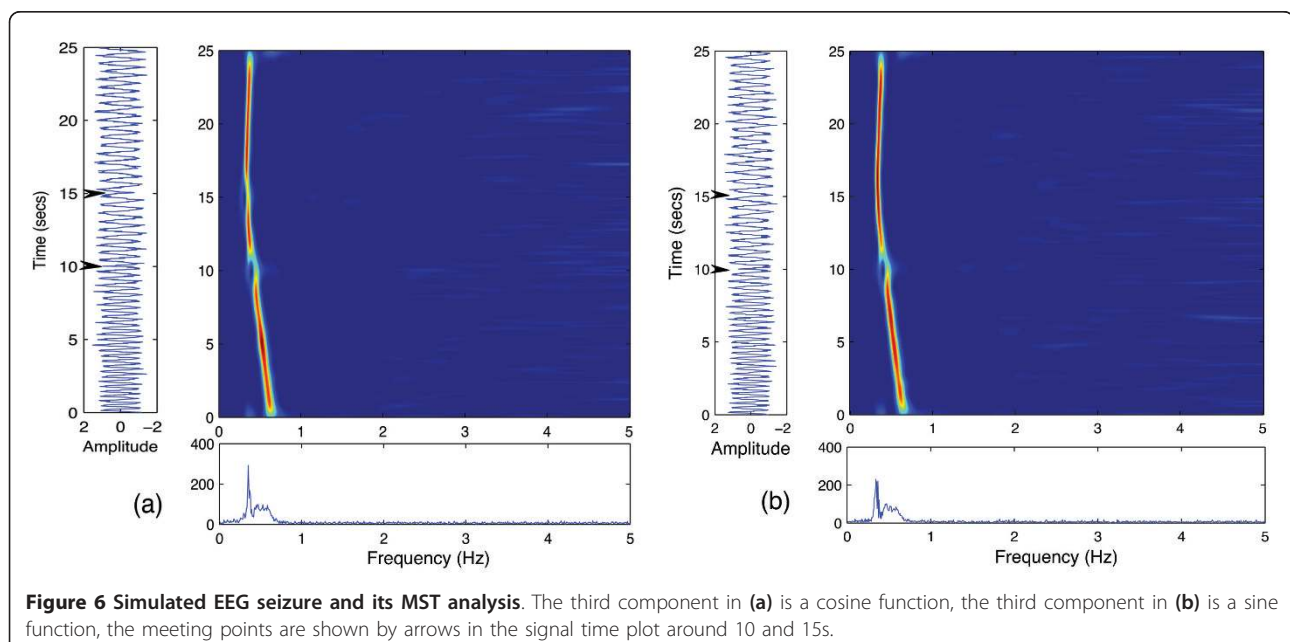 25
20
15
10
5
0
Time (secs)
2 0 −2
Amplitude
25
20
15
10
5
0
0 1 2 3 4 5
400
200
0
0 1 2 3 4 5
Frequency (Hz)
(a)
25
20
15
10
5
0
Time (secs)
2 0 −2
Amplitude
25
20
15
10
5
0
0 1 2 3 4 5
400
200
0
0 1 2 3 4 5
Frequency (Hz)
(b)
Figure 6 Simulated EEG seizure and its MST analysis. The third component in (a) is a cosine function, the third component in (b) is a sine
function, the meeting points are shown by arrows in the signal time plot around 10 and 15s.